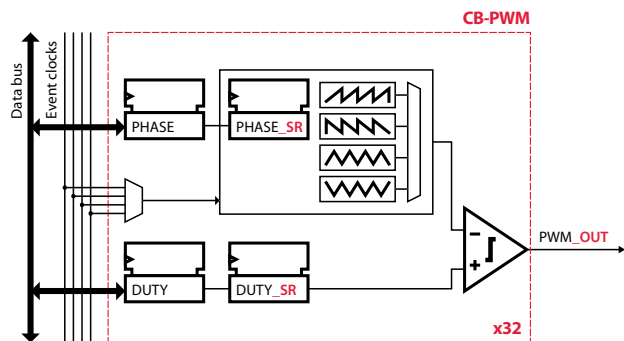 CB-PWM
Data bus
Event clocks
PHASE
PHASE_SR
DUTY
DUTY_SR
−
+
PWM_OUT
x32